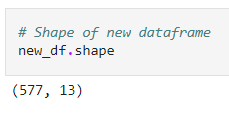 # Shape of new dataframe
new_df.shape
(577, 13)